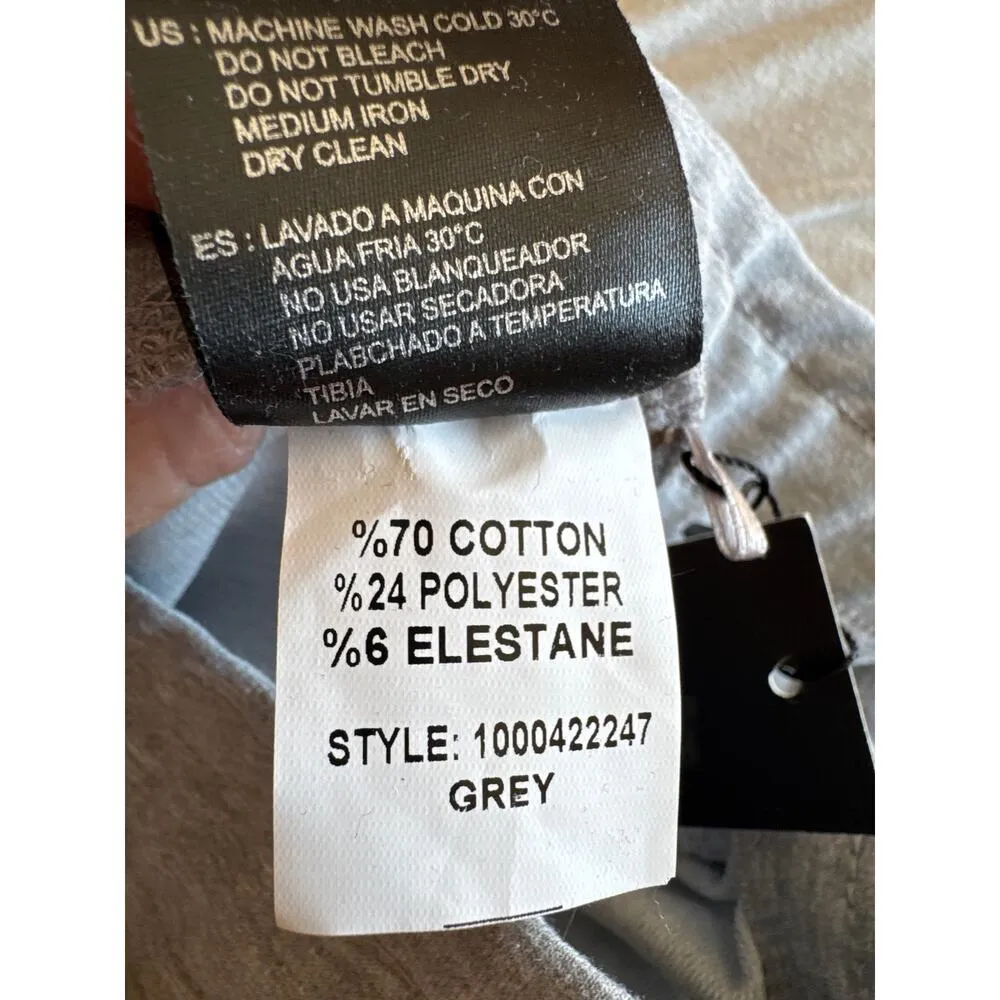 US : MACHINE WASH COLD 30°C
DO NOT BLEACH
DO NOT TUMBLE DRY
MEDIUM IRON
DRY CLEAN
ES : LAVADO A MAQUINA CON
AGUA FRIA 30°C
NO USA BLANQUEADOR
NO USAR SECADORA
PLABCHADO A TEMPERATURA
TIBIA
LAVAR EN SECO
%70 COTTON
%24 POLYESTER
%6 ELESTANE
STYLE: 1000422247
GREY